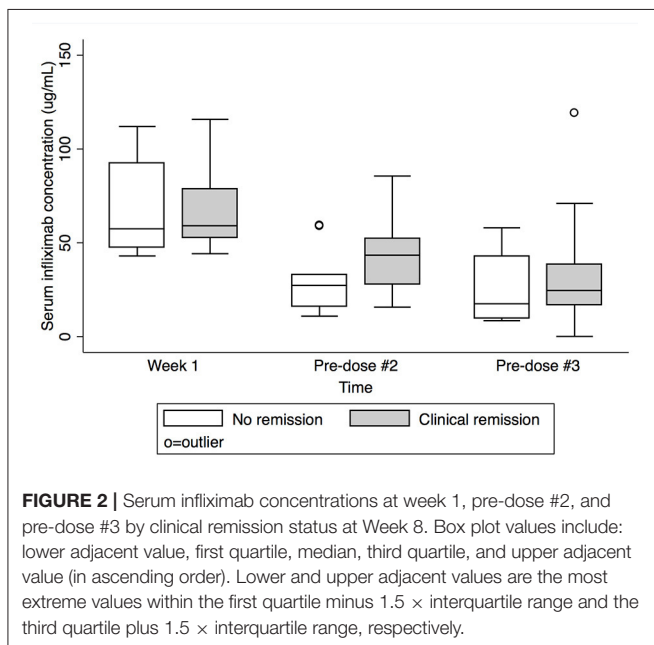 150
100
50
0
Serum infliximab concentration (ug/mL)
Week 1 Pre-dose #2 Pre-dose #3
Time
No remission Clinical remission
o=outlier
FIGURE 2 | Serum infliximab concentrations at week 1, pre-dose #2, and
pre-dose #3 by clinical remission status at Week 8. Box plot values include:
lower adjacent value, first quartile, median, third quartile, and upper adjacent
value (in ascending order). Lower and upper adjacent values are the most
extreme values within the first quartile minus 1.5 × interquartile range and the
third quartile plus 1.5 × interquartile range, respectively.